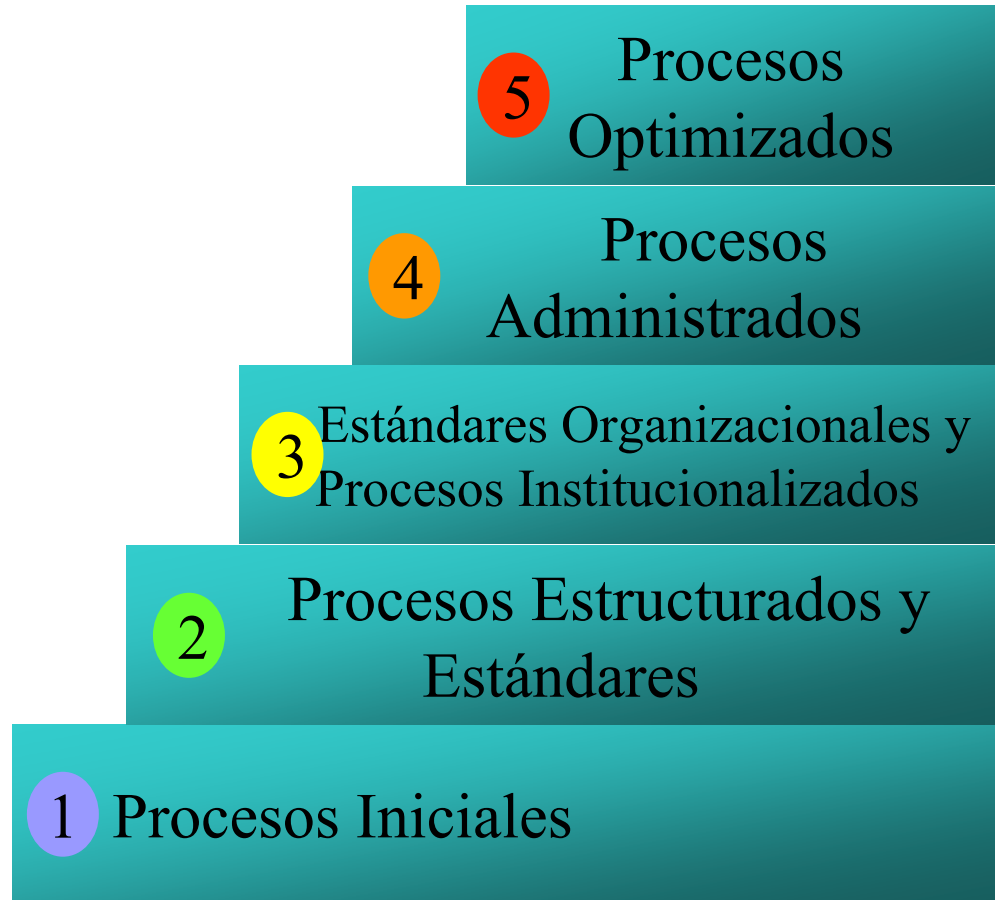 5
Procesos
Optimizados
4
Procesos
Administrados
3
Estándares Organizacionales y
Procesos Institucionalizados
2
Procesos Estructurados y
Estándares
1 Procesos Iniciales